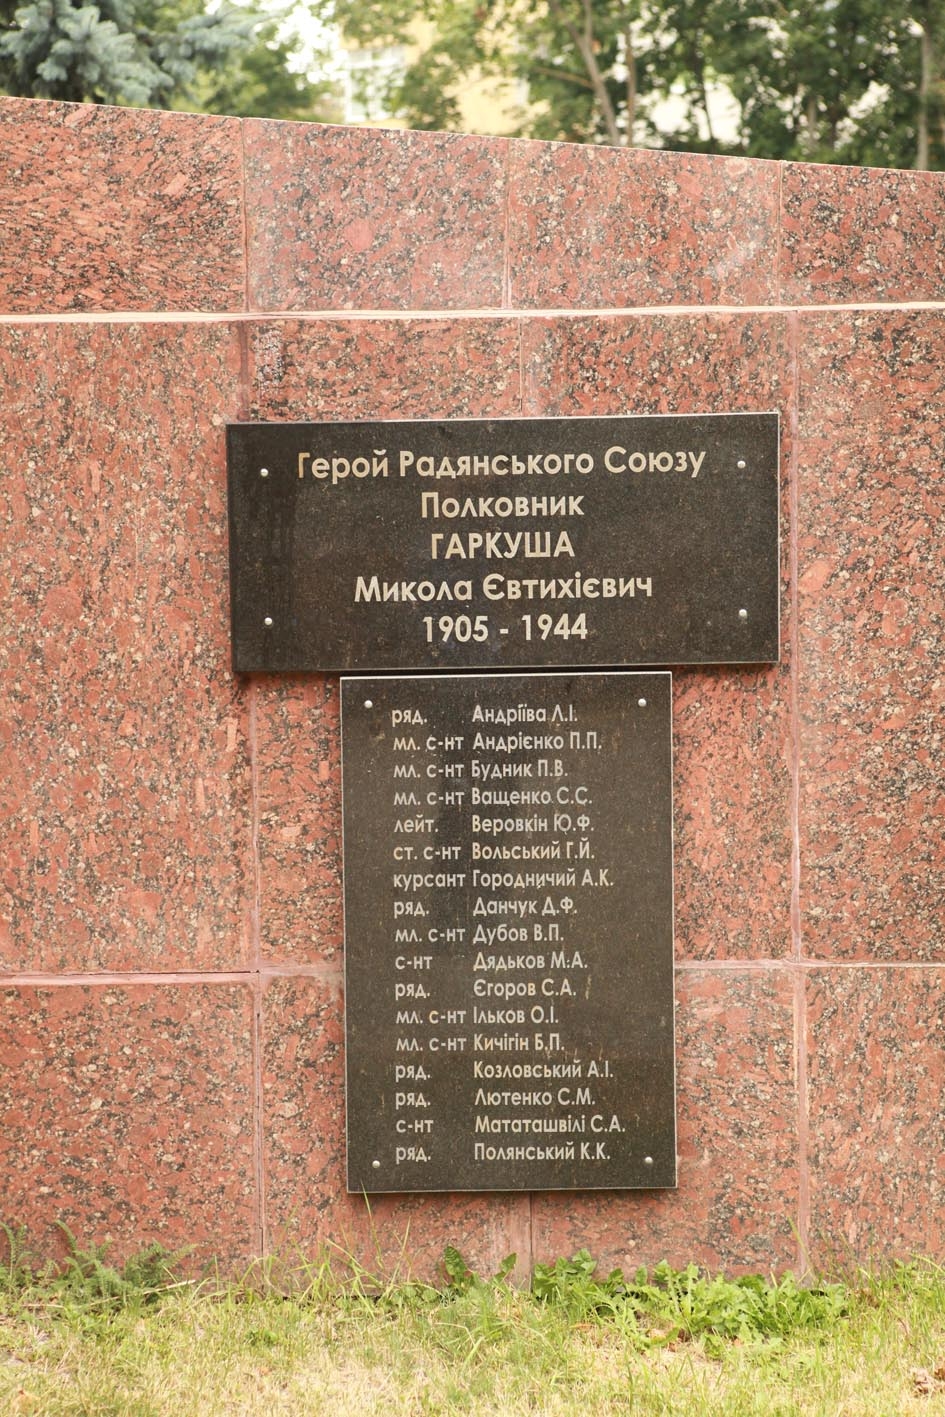 Герой Радянського Союзу
Полковник
ГАРКУША
Микола Євтихієвич
1905 - 1944
ряд. Андріїва Л.І.
мл. с-нт Андрієнко П.П.
мл. с-нт Будник П.В.
мл. с-нт Ващенко С.С.
лейт. Веровкін Ю.Ф.
ст. с-нт Вольський Г.Й.
курсант Городничий А.К.
ряд. Данчук Д.Ф.
мл. с-нт Дубов В.П.
с-нт Дядьков М.А.
ряд. Єгоров С.А.
мл. с-нт Ільков О.І.
мл. с-нт Кичігін Б.П.
ряд. Козловський А.І.
ряд. Лютенко С.М.
с-нт Мататашвілі С.А.
ряд. Полянський К.К.